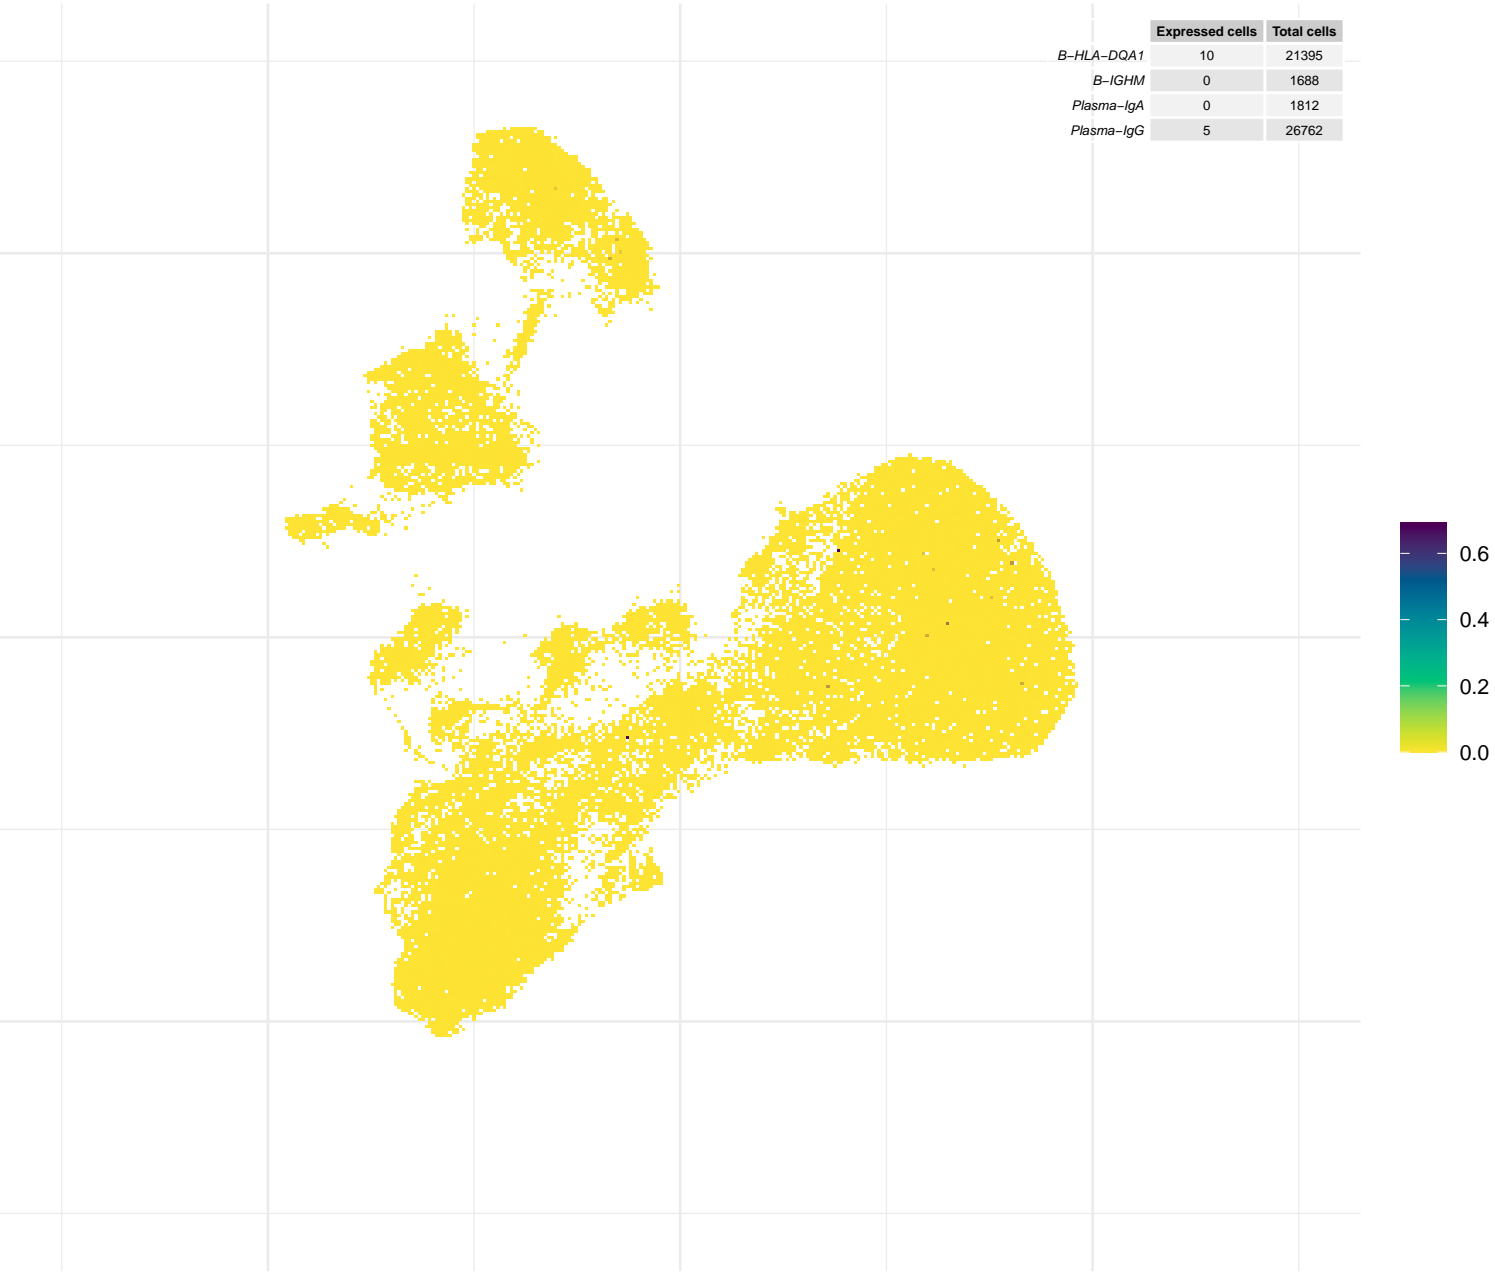 Expressed cells Total cells
B−HLA−DQA1 10 21395
B−IGHM 0 1688
Plasma−IgA 0 1812
Plasma−IgG 5 26762
0.6
0.4
0.2
0.0